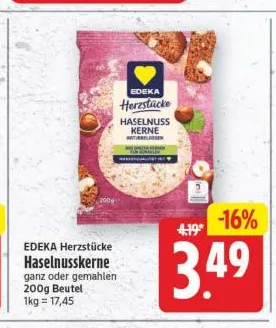 EDEKA
Herzstücke
HASELNUSS
KERNE
NATURBELASSEN
200g
-16%
4.19*
3.49
EDEKA Herzstücke
Haselnusskerne
ganz oder gemahlen
200g Beutel
1kg = 17,45